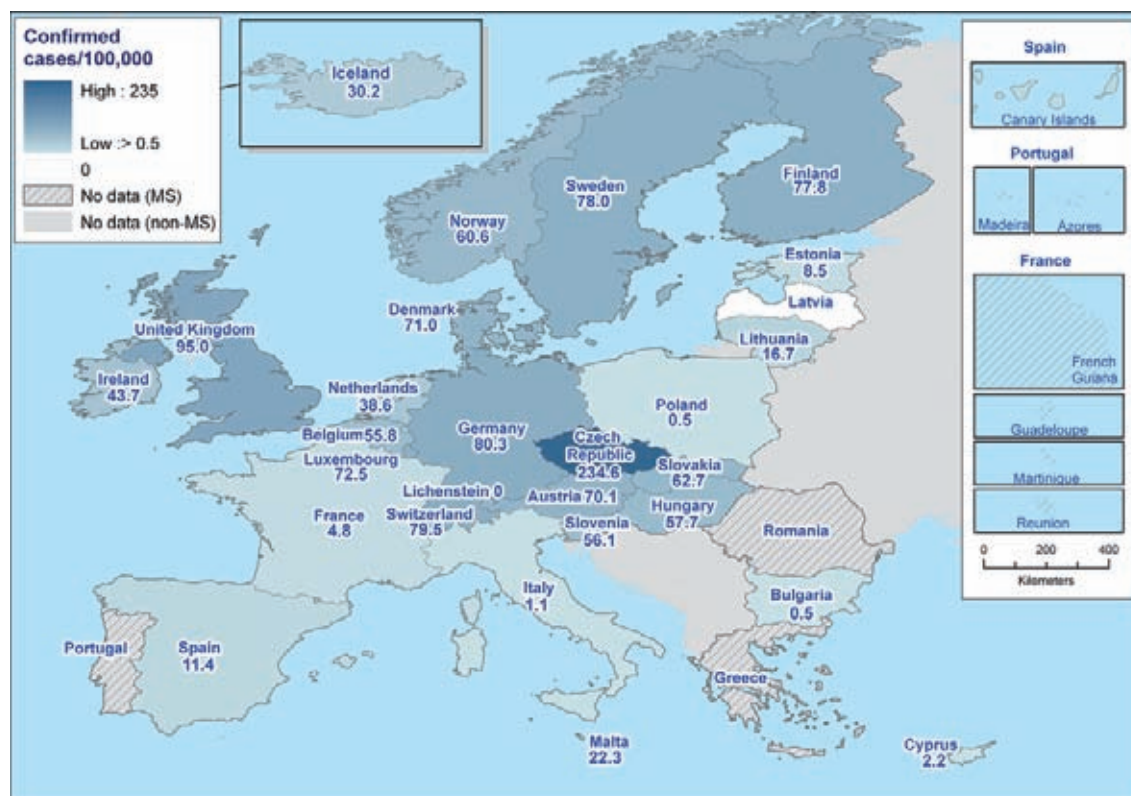 Confirmed
cases/100,000
High : 235
Low :> 0.5
0
No data (MS)
No data (non-MS)
Iceland
30.2
Finland
77.8
Sweden
78.0
Norway
60.6
Estonia
8.5
Latvia
Denmark
71.0
Lithuania
16.7
United Kingdom
95.0
Ireland
43.7
Netherlands
38.6
Poland
0.5
Belgium 55.8
Germany
80.3
Czech
Republic
234.6
Luxembourg
72.5
Slovakia
62.7
Lichenstein 0
Austria 70.1
Hungary
57.7
France
4.8
Switzerland
79.5
Slovenia
56.1
Romania
Italy
1.1
Bulgaria
0.5
Portugal
Spain
11.4
Greece
Malta
22.3
Cyprus
2.2
Spain
Canary Islands
Portugal
Madeira
Azores
France
French
Guiana
Guadeloupe
Martinique
Reunion
0 200 400
Kilometers